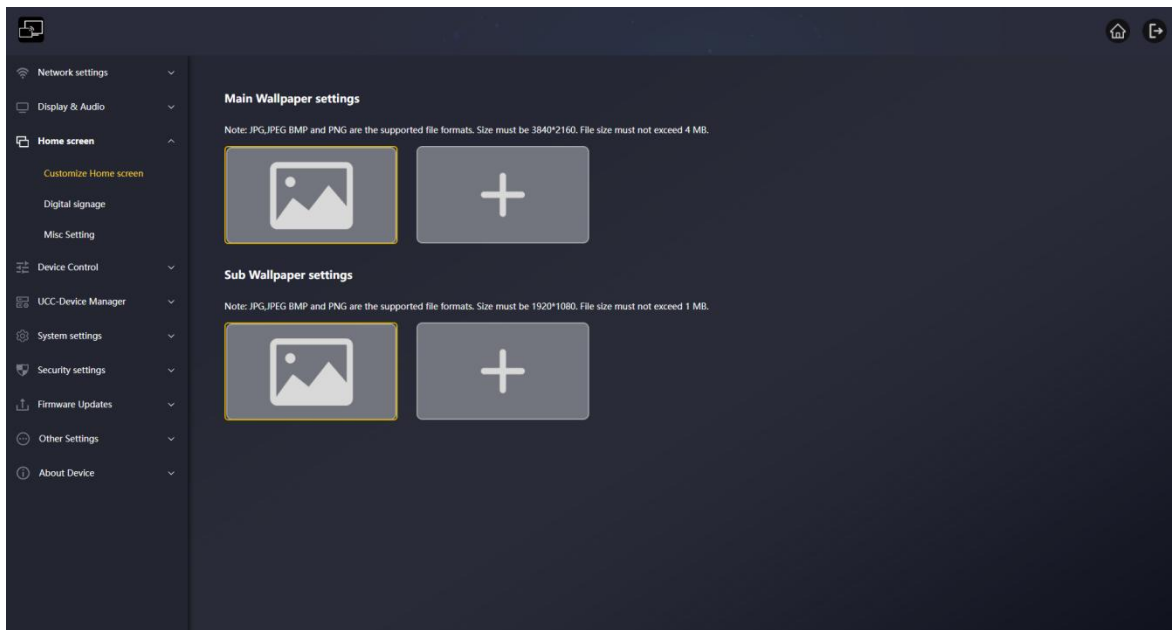 Network settings
Display & Audio
Home screen
Customize Home screen
Digital signage
Misc Setting
Device Control
UCC-Device Manager
System settings
Security settings
Firmware Updates
Other Settings
About Device
Main Wallpaper settings
Note: JPG,JPEG BMP and PNG are the supported file formats. Size must be 3840*2160. File size must not exceed 4 MB.
Sub Wallpaper settings
Note: JPG,JPEG BMP and PNG are the supported file formats. Size must be 1920*1080. File size must not exceed 1 MB.